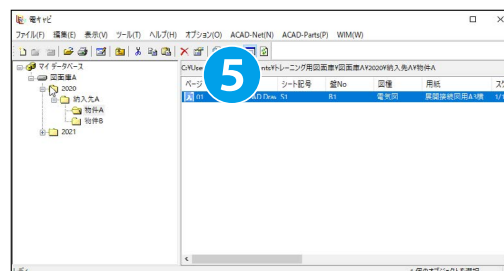 電キャビ
ファイル(F) 編集(E) 表示(V) ツール(T) ヘルプ(H) オプション(O) ACAD-Net(N) ACAD-Parts(P) WIM(W)
マイ データベース
図面庫A
2020
納入先A
物件A
物件B
2021
C:¥Use
nts¥トレーニング用図面庫¥図面庫A¥2020¥納入先A¥物件A
5
ページ シート記号 盤No 図種 用紙
01 AD Draw S1 B1 電気図 展開接続図用A3横 1/1